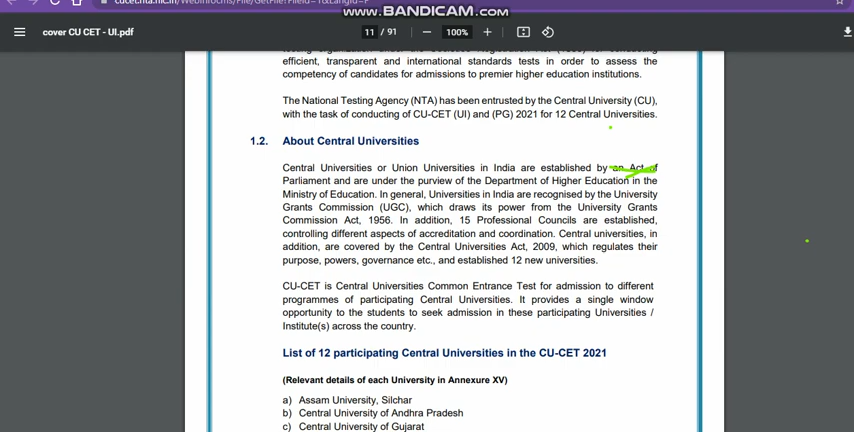 www.BANDICAM.com
cover CU CET - UI.pdf
11 / 91
100%
efficient, transparent and international standards tests in order to assess the
competency of candidates for admissions to premier higher education institutions.
The National Testing Agency (NTA) has been entrusted by the Central University (CU),
with the task of conducting of CU-CET (UI) and (PG) 2021 for 12 Central Universities.
1.2. About Central Universities
Central Universities or Union Universities in India are established by an Act of
Parliament and are under the purview of the Department of Higher Education in the
Ministry of Education. In general, Universities in India are recognised by the University
Grants Commission (UGC), which draws its power from the University Grants
Commission Act, 1956. In addition, 15 Professional Councils are established,
controlling different aspects of accreditation and coordination. Central universities, in
addition, are covered by the Central Universities Act, 2009, which regulates their
purpose, powers, governance etc., and established 12 new universities.
CU-CET is Central Universities Common Entrance Test for admission to different
programmes of participating Central Universities. It provides a single window
opportunity to the students to seek admission in these participating Universities /
Institute(s) across the country.
List of 12 participating Central Universities in the CU-CET 2021
(Relevant details of each University in Annexure XV)
a) Assam University, Silchar
b) Central University of Andhra Pradesh
c) Central University of Gujarat